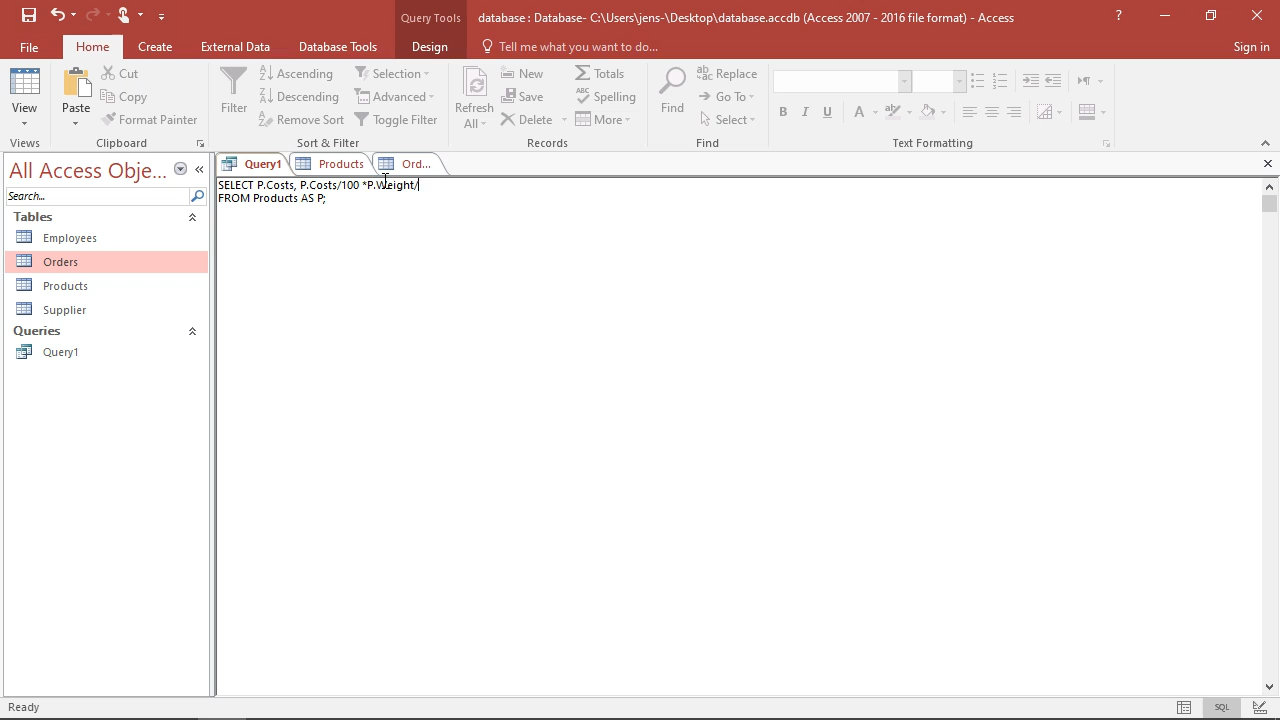 Query Tools
database : Database- C:\Users\jens-\Desktop\database.accdb (Access 2007 - 2016 file format) - Access
?
File
Home
Create
External Data
Database Tools
Design
Tell me what you want to do...
Sign in
View
Views
Paste
Cut
Copy
Format Painter
Clipboard
Filter
Ascending
Descending
Remove Sort
Selection
Advanced
Toggle Filter
Sort & Filter
Refresh
All
New
Save
Delete
Totals
Spelling
More
Records
Find
Replace
Go To
Select
Find
B I U A
Text Formatting
All Access Obje...
Search...
Tables
Employees
Orders
Products
Supplier
Queries
Query1
Query1
Products
Ord...
SELECT P.Costs, P.Costs/100 *P.Weight/
FROM Products AS P;
Ready
SQL